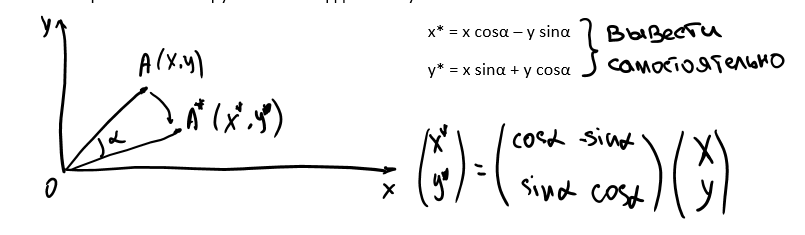 y
A(x,y)
A*(x*,y*)
α
0
x
x* = x cosα – y sinα
y* = x sinα + y cosα
вывести
самостоятельно
(x*) = (cosα -sinα) (x)
(y*) (sinα cosα) (y)